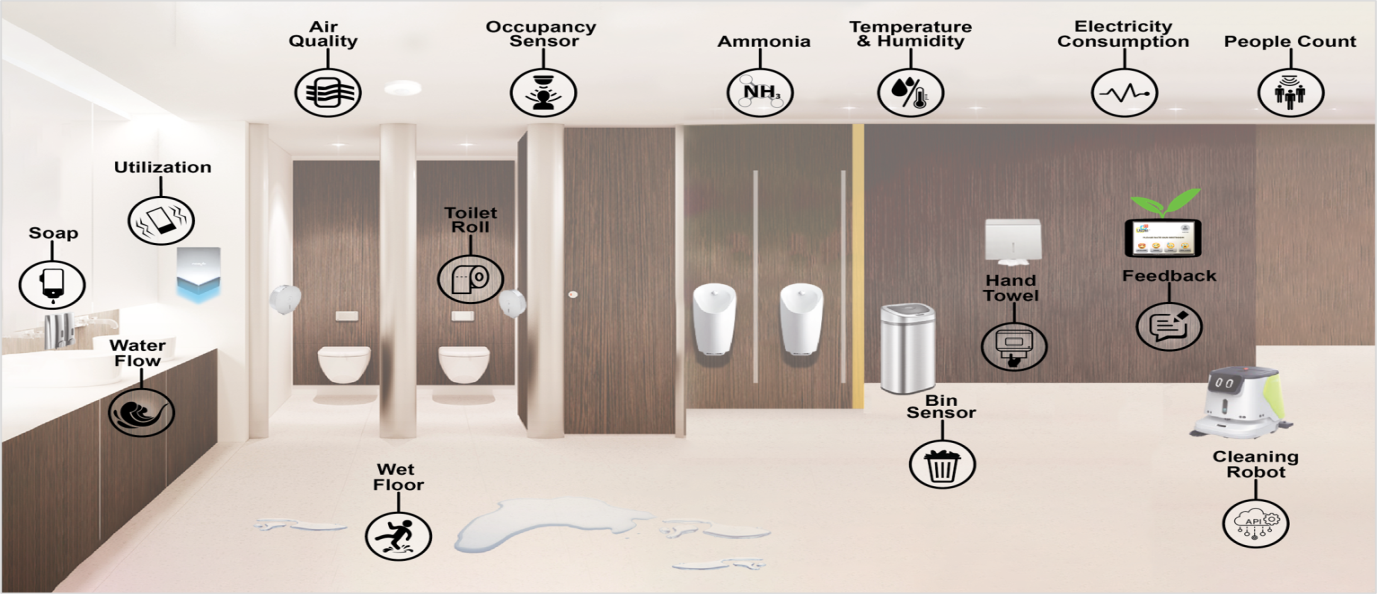 Air
Quality
Occupancy
Sensor
Ammonia
NH₃
Temperature
& Humidity
Electricity
Consumption
People Count
Utilization
Soap
Toilet
Roll
Water
Flow
Hand
Towel
Feedback
Bin
Sensor
Wet
Floor
Cleaning
Robot
API